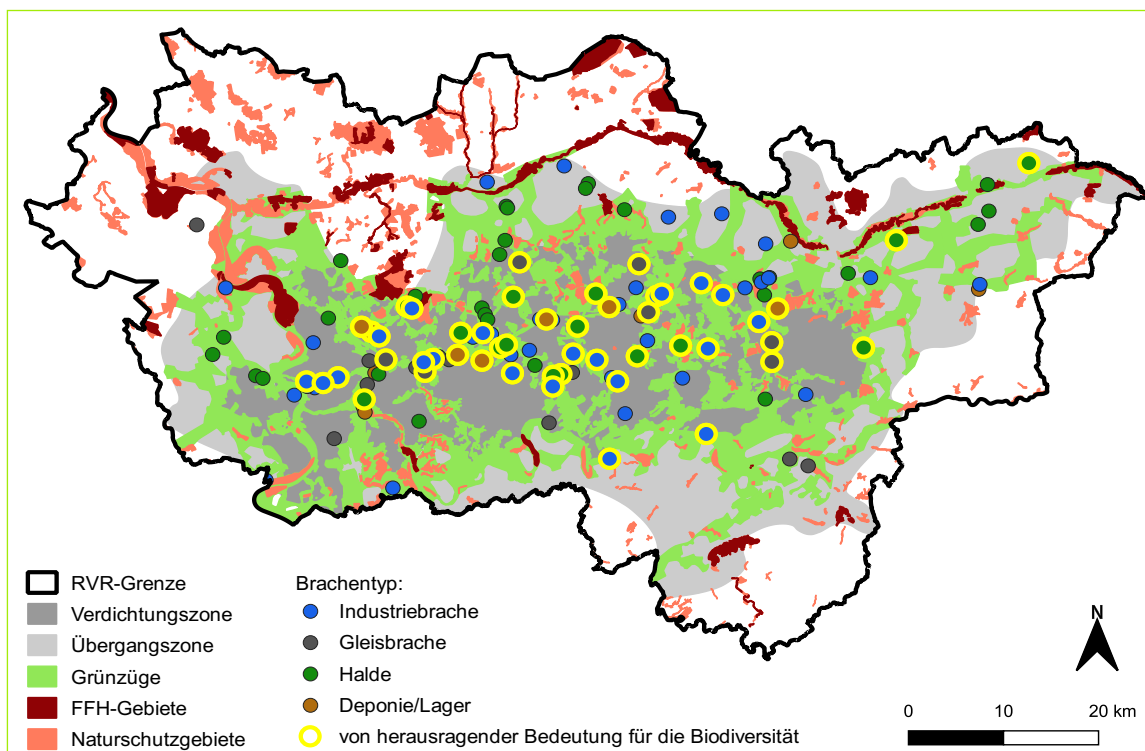 RVR-Grenze
Verdichtungszone
Übergangszone
Grünzüge
FFH-Gebiete
Naturschutzgebiete
Brachentyp:
Industriebrache
Gleisbrache
Halde
Deponie/Lager
von herausragender Bedeutung für die Biodiversität
N
0 10 20 km